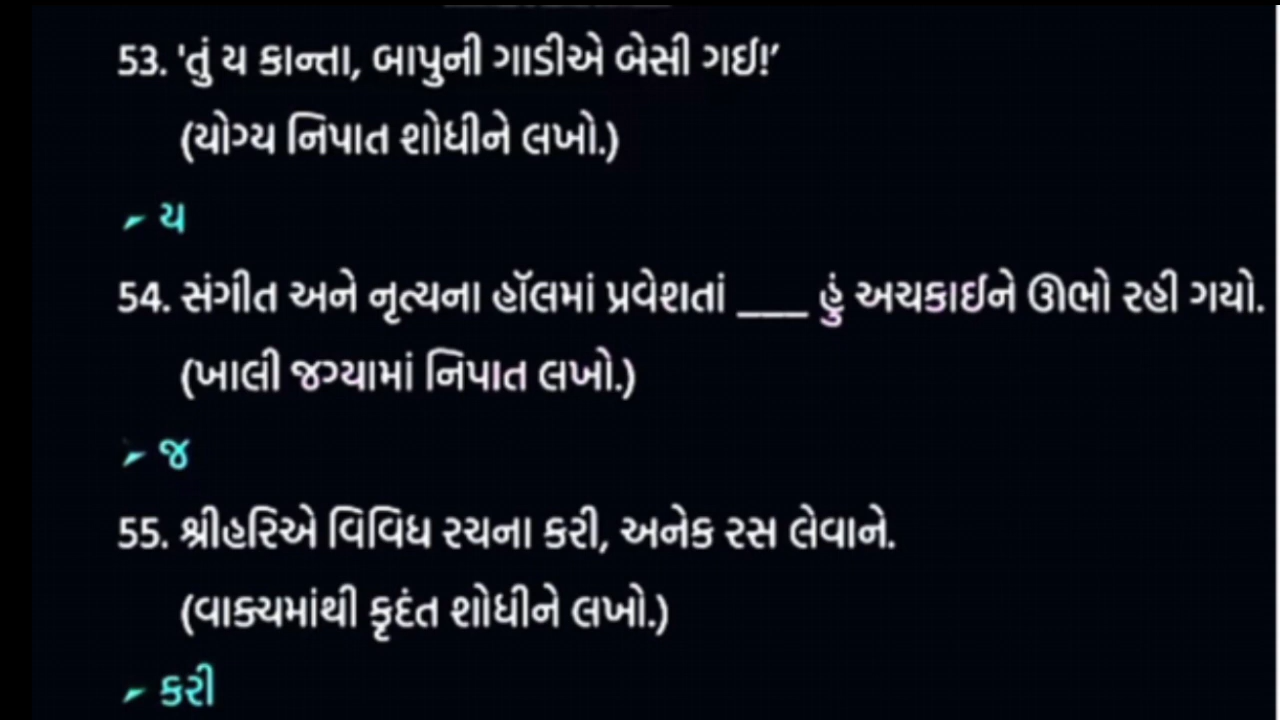 53. 'તું ય કાન્તા, બાપુની ગાડીએ બેસી ગઈ!’
(યોગ્ય નિપાત શોધીને લખો.)
➤ ય
54. સંગીત અને નૃત્યના હૉલમાં પ્રવેશતાં ___ હું અચકાઈને ઊભો રહી ગયો.
(ખાલી જગ્યામાં નિપાત લખો.)
➤ જ
55. શ્રીહરિએ વિવિધ રચના કરી, અનેક રસ લેવાને.
(વાક્યમાંથી કૃદંત શોધીને લખો.)
➤ કરી